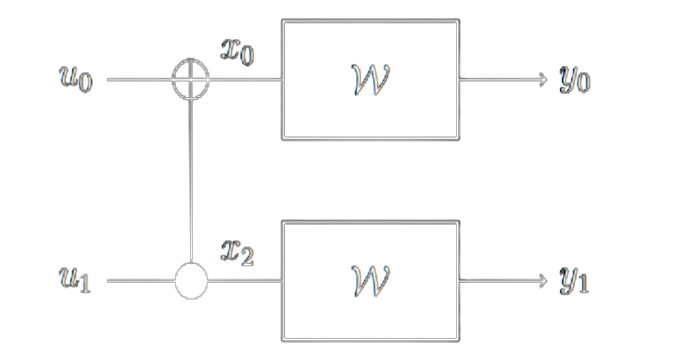 u₀ x₀ W y₀
u₁ x₂ W y₁